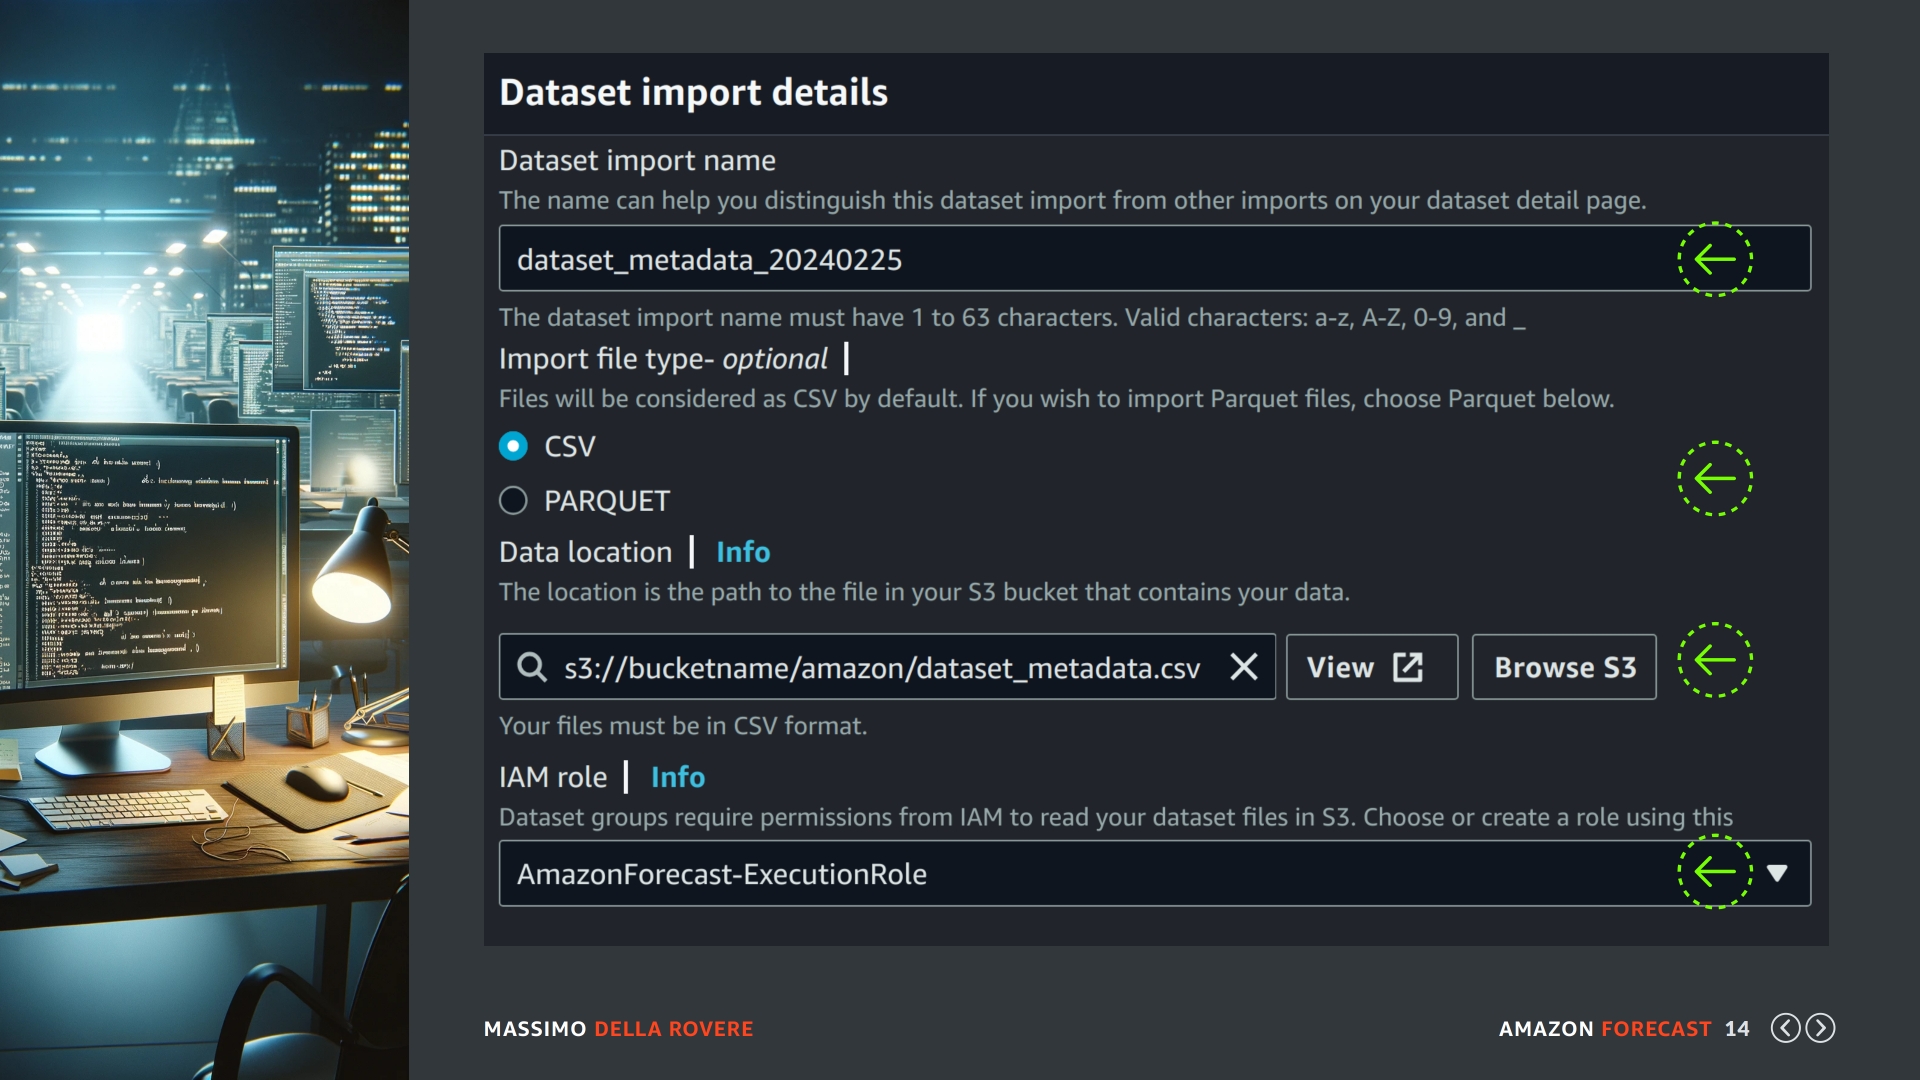 Dataset import details
Dataset import name
The name can help you distinguish this dataset import from other imports on your dataset detail page.
dataset_metadata_20240225
The dataset import name must have 1 to 63 characters. Valid characters: a-z, A-Z, 0-9, and _
Import file type- optional
Files will be considered as CSV by default. If you wish to import Parquet files, choose Parquet below.
CSV
PARQUET
Data location | Info
The location is the path to the file in your S3 bucket that contains your data.
s3://bucketname/amazon/dataset_metadata.csv View Browse S3
Your files must be in CSV format.
IAM role | Info
Dataset groups require permissions from IAM to read your dataset files in S3. Choose or create a role using this
AmazonForecast-ExecutionRole
MASSIMO DELLA ROVERE
AMAZON FORECAST 14